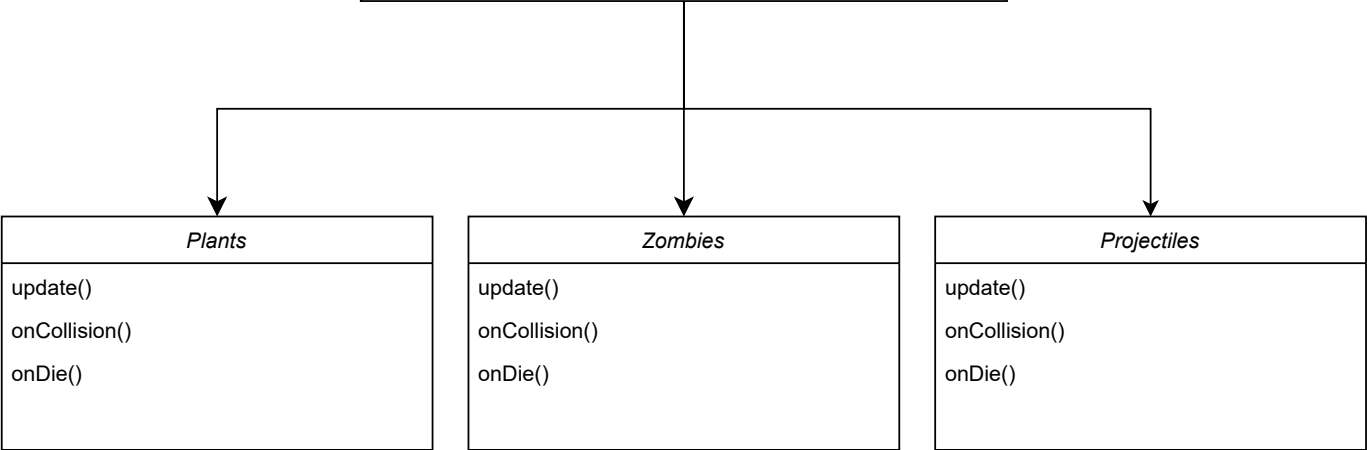 Plants
update()
onCollision()
onDie()
Zombies
update()
onCollision()
onDie()
Projectiles
update()
onCollision()
onDie()